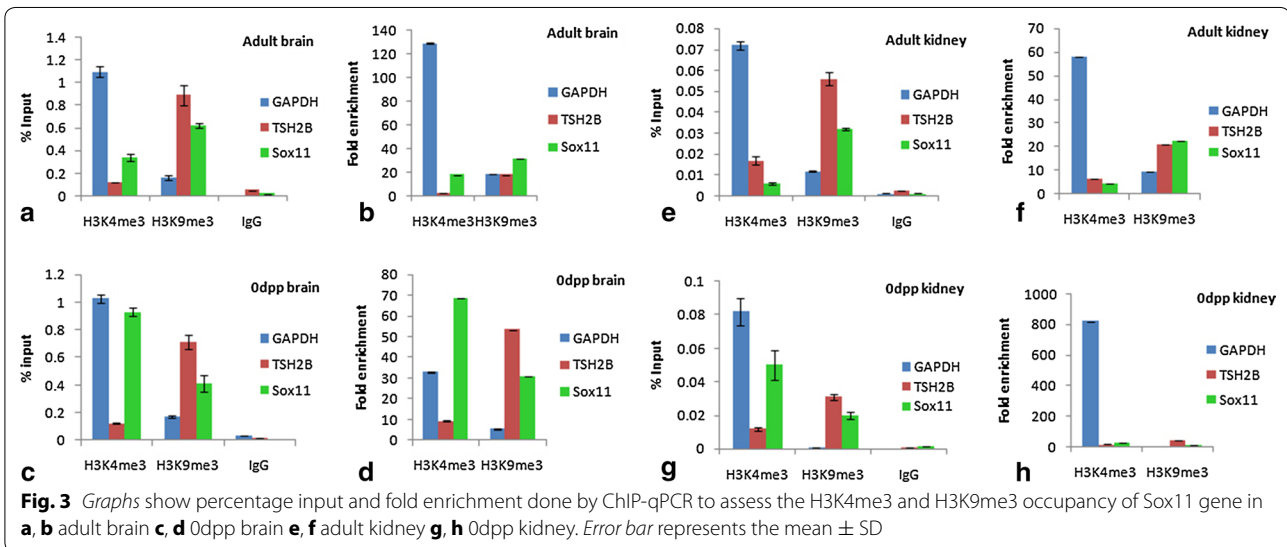 Adult brain
1.4
1.2
1
0.8
0.6
0.4
0.2
0
% Input
GAPDH
TSH2B
Sox11
H3K4me3 H3K9me3 IgG
a
Adult brain
140
120
100
80
60
40
20
0
Fold enrichment
GAPDH
TSH2B
Sox11
H3K4me3 H3K9me3
b
Adult kidney
0.08
0.07
0.06
0.05
0.04
0.03
0.02
0.01
0
% Input
GAPDH
TSH2B
Sox11
H3K4me3 H3K9me3 IgG
e
Adult kidney
70
60
50
40
30
20
10
0
Fold enrichment
GAPDH
TSH2B
Sox11
H3K4me3 H3K9me3
f
0dpp brain
1.2
1
0.8
0.6
0.4
0.2
0
% input
GAPDH
TSH2B
Sox11
H3K4me3 H3K9me3 IgG
c
0dpp brain
80
70
60
50
40
30
20
10
0
Fold enrichment
GAPDH
TSH2B
Sox11
H3K4me3 H3K9me3
d
0dpp kidney
0.1
0.08
0.06
0.04
0.02
0
% Input
GAPDH
TSH2B
Sox11
H3K4me3 H3K9me3 IgG
g
0dpp kidney
1000
800
600
400
200
0
Fold enrichment
GAPDH
TSH2B
Sox11
H3K4me3 H3K9me3
h
Fig. 3 Graphs show percentage input and fold enrichment done by ChIP-qPCR to assess the H3K4me3 and H3K9me3 occupancy of Sox11 gene in
a, b adult brain c, d 0dpp brain e, f adult kidney g, h 0dpp kidney. Error bar represents the mean ± SD